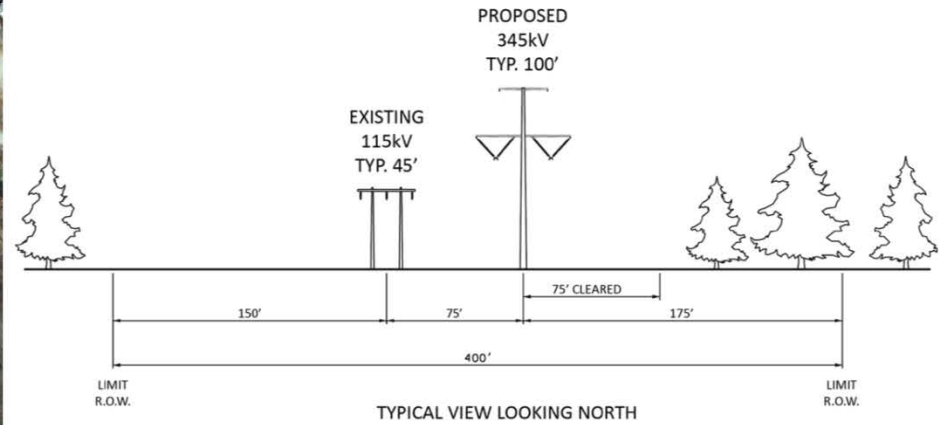 PROPOSED
345kV
TYP. 100'
EXISTING
115kV
TYP. 45'
75' CLEARED
150'
75'
175'
400'
LIMIT
R.O.W.
LIMIT
R.O.W.
TYPICAL VIEW LOOKING NORTH